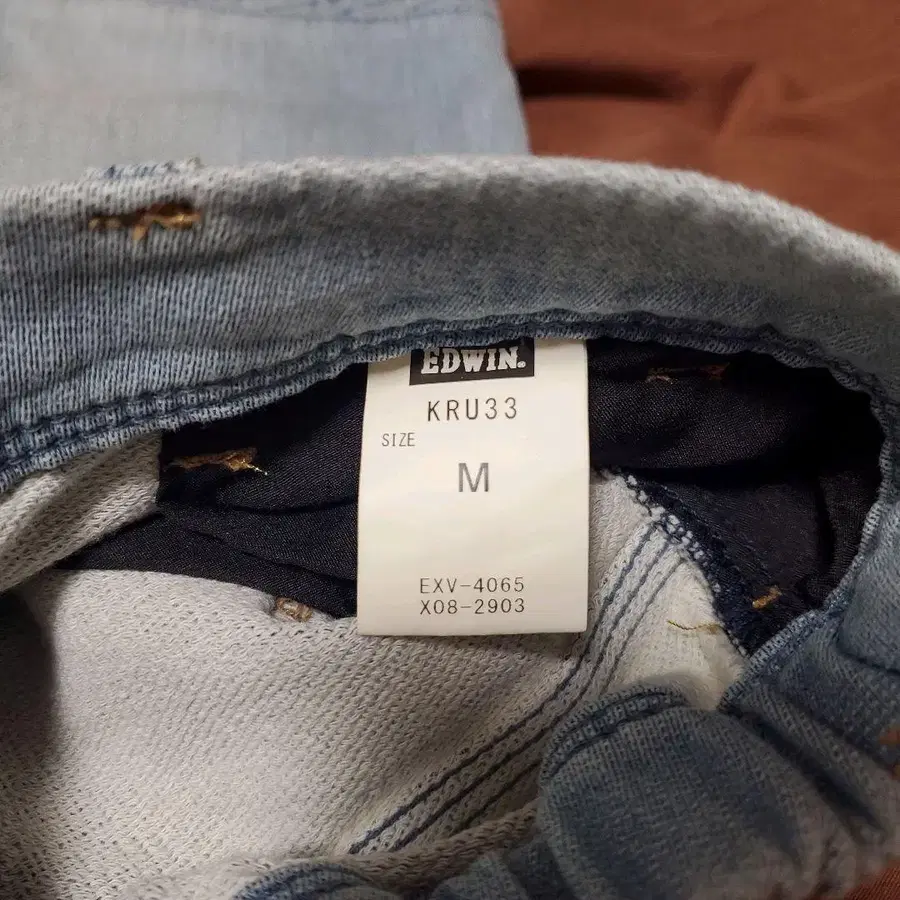 EDWIN®
KRU33
SIZE
M
EXV-4065
X08-2903